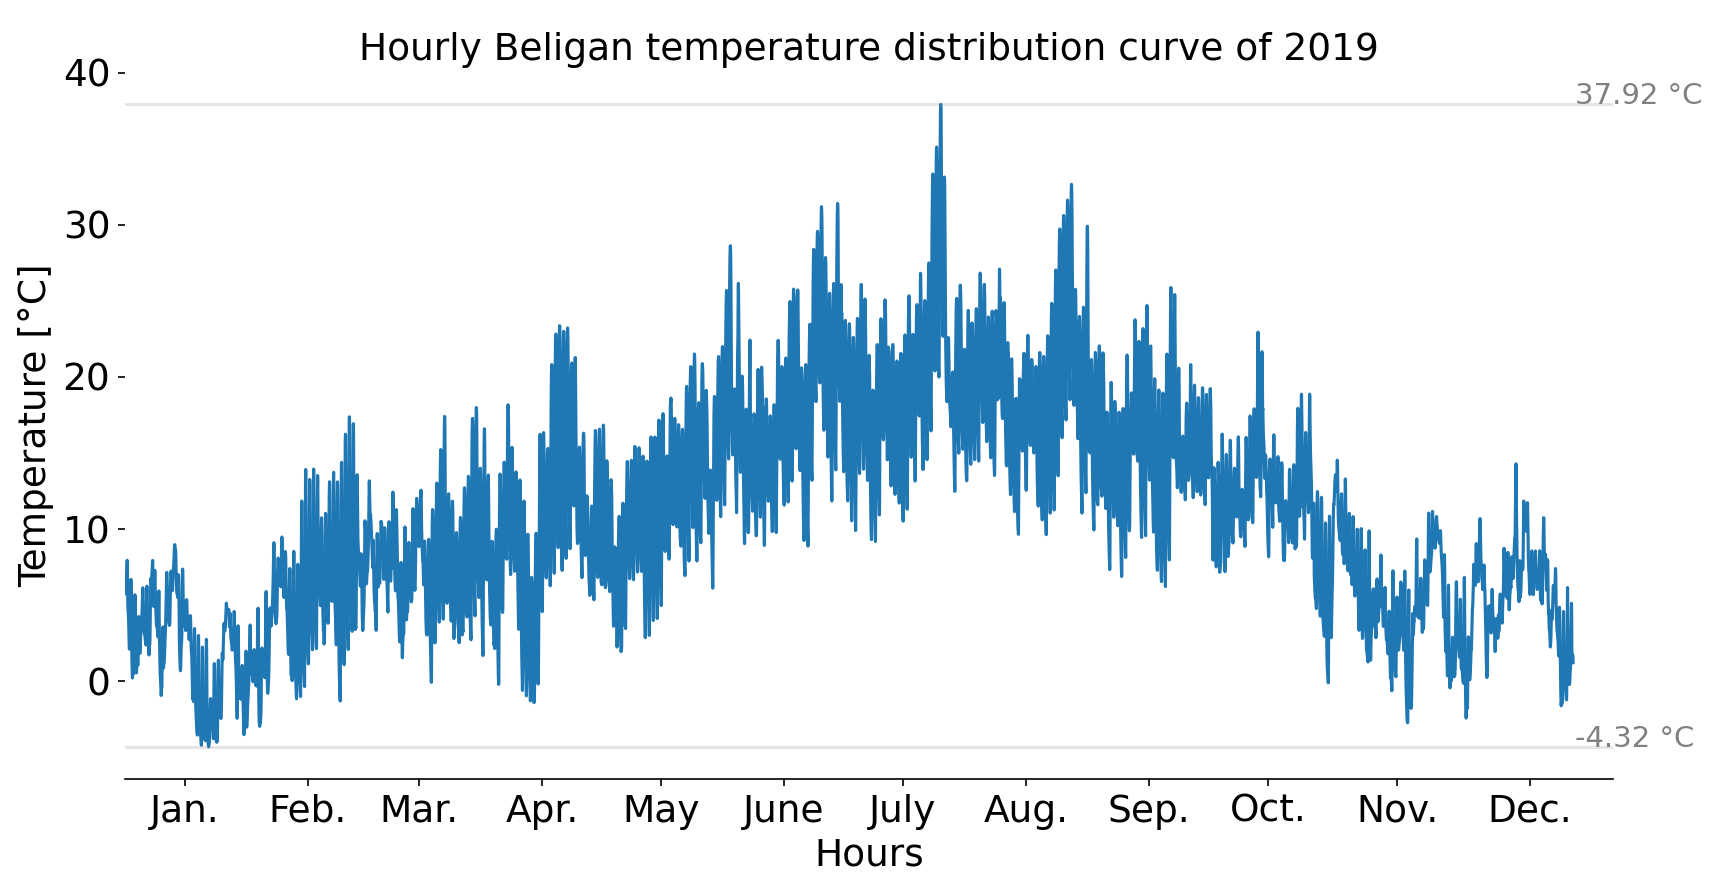 Hourly Beligan temperature distribution curve of 2019
40
37.92 °C
30
20
10
0
-4.32 °C
Temperature [°C]
Jan. Feb. Mar. Apr. May June July Aug. Sep. Oct. Nov. Dec.
Hours